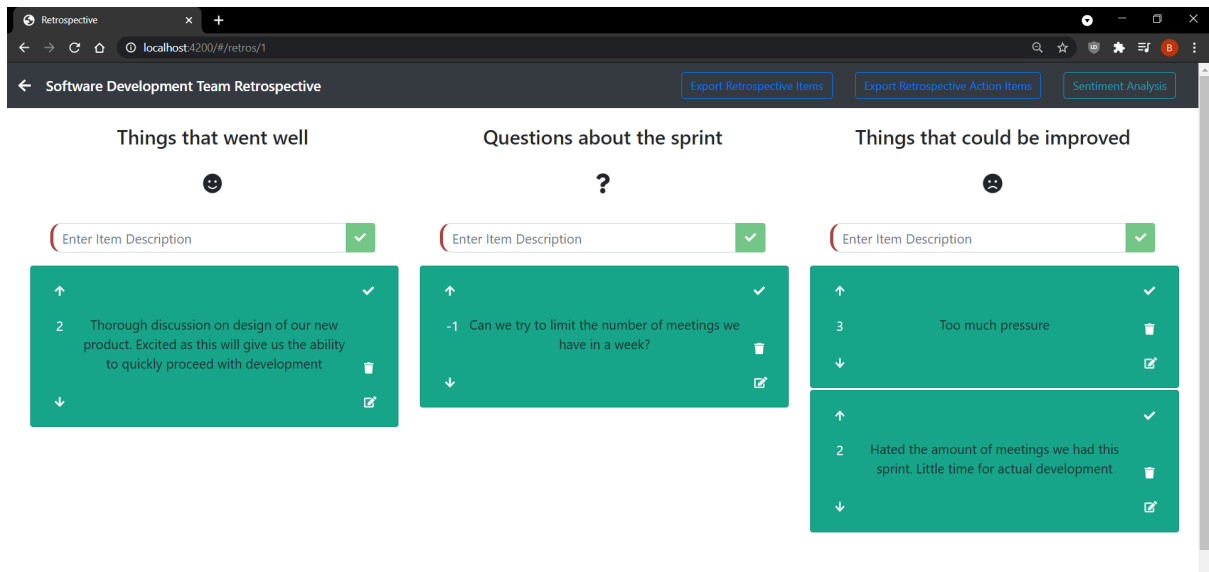 Retrospective
localhost:4200/#/retros/1
B
Software Development Team Retrospective
Export Retrospective Items
Export Retrospective Action Items
Sentiment Analysis
Things that went well
Enter Item Description
2
Thorough discussion on design of our new
product. Excited as this will give us the ability
to quickly proceed with development
Questions about the sprint
?
Enter Item Description
-1
Can we try to limit the number of meetings we
have in a week?
Things that could be improved
Enter Item Description
3
Too much pressure
2
Hated the amount of meetings we had this
sprint. Little time for actual development